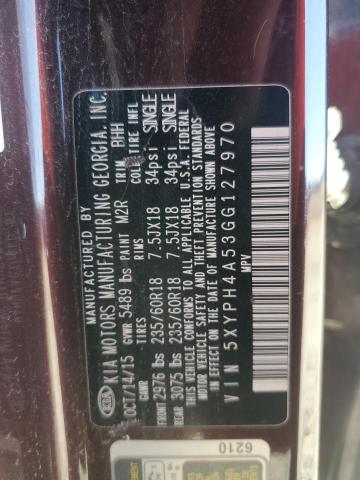 MANUFACTURED BY
KIA MOTORS MANUFACTURING GEORGIA, INC.
OCT/14/15 GVWR 5489 lbs PAINT M2R TRIM BHH
GAWR TIRES RIMS COLD TIRE INFL
FRONT 2976 lbs 235/60R18 7.5JX18 34psi SINGLE
REAR 3075 lbs 235/60R18 7.5JX18 34psi SINGLE
THIS VEHICLE CONFORMS TO ALL APPLICABLE U.S.A FEDERAL
MOTOR VEHICLE SAFETY AND THEFT PREVENTION STANDARDS
IN EFFECT ON THE DATE OF MANUFACTURE SHOWN ABOVE.
VIN 5XYPH4A53GG127970
6210